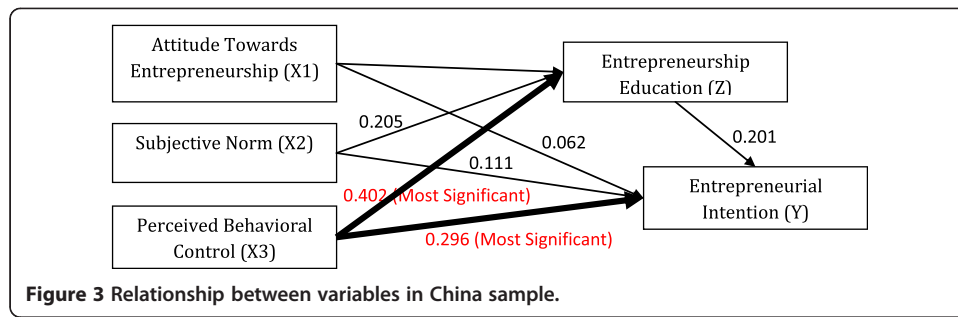 Attitude Towards
Entrepreneurship (X1)
Entrepreneurship
Education (Z)
0.205
Subjective Norm (X2)
0.062
0.201
0.111
0.402 (Most Significant)
Entrepreneurial
Intention (Y)
Perceived Behavioral
Control (X3)
0.296 (Most Significant)
Figure 3 Relationship between variables in China sample.